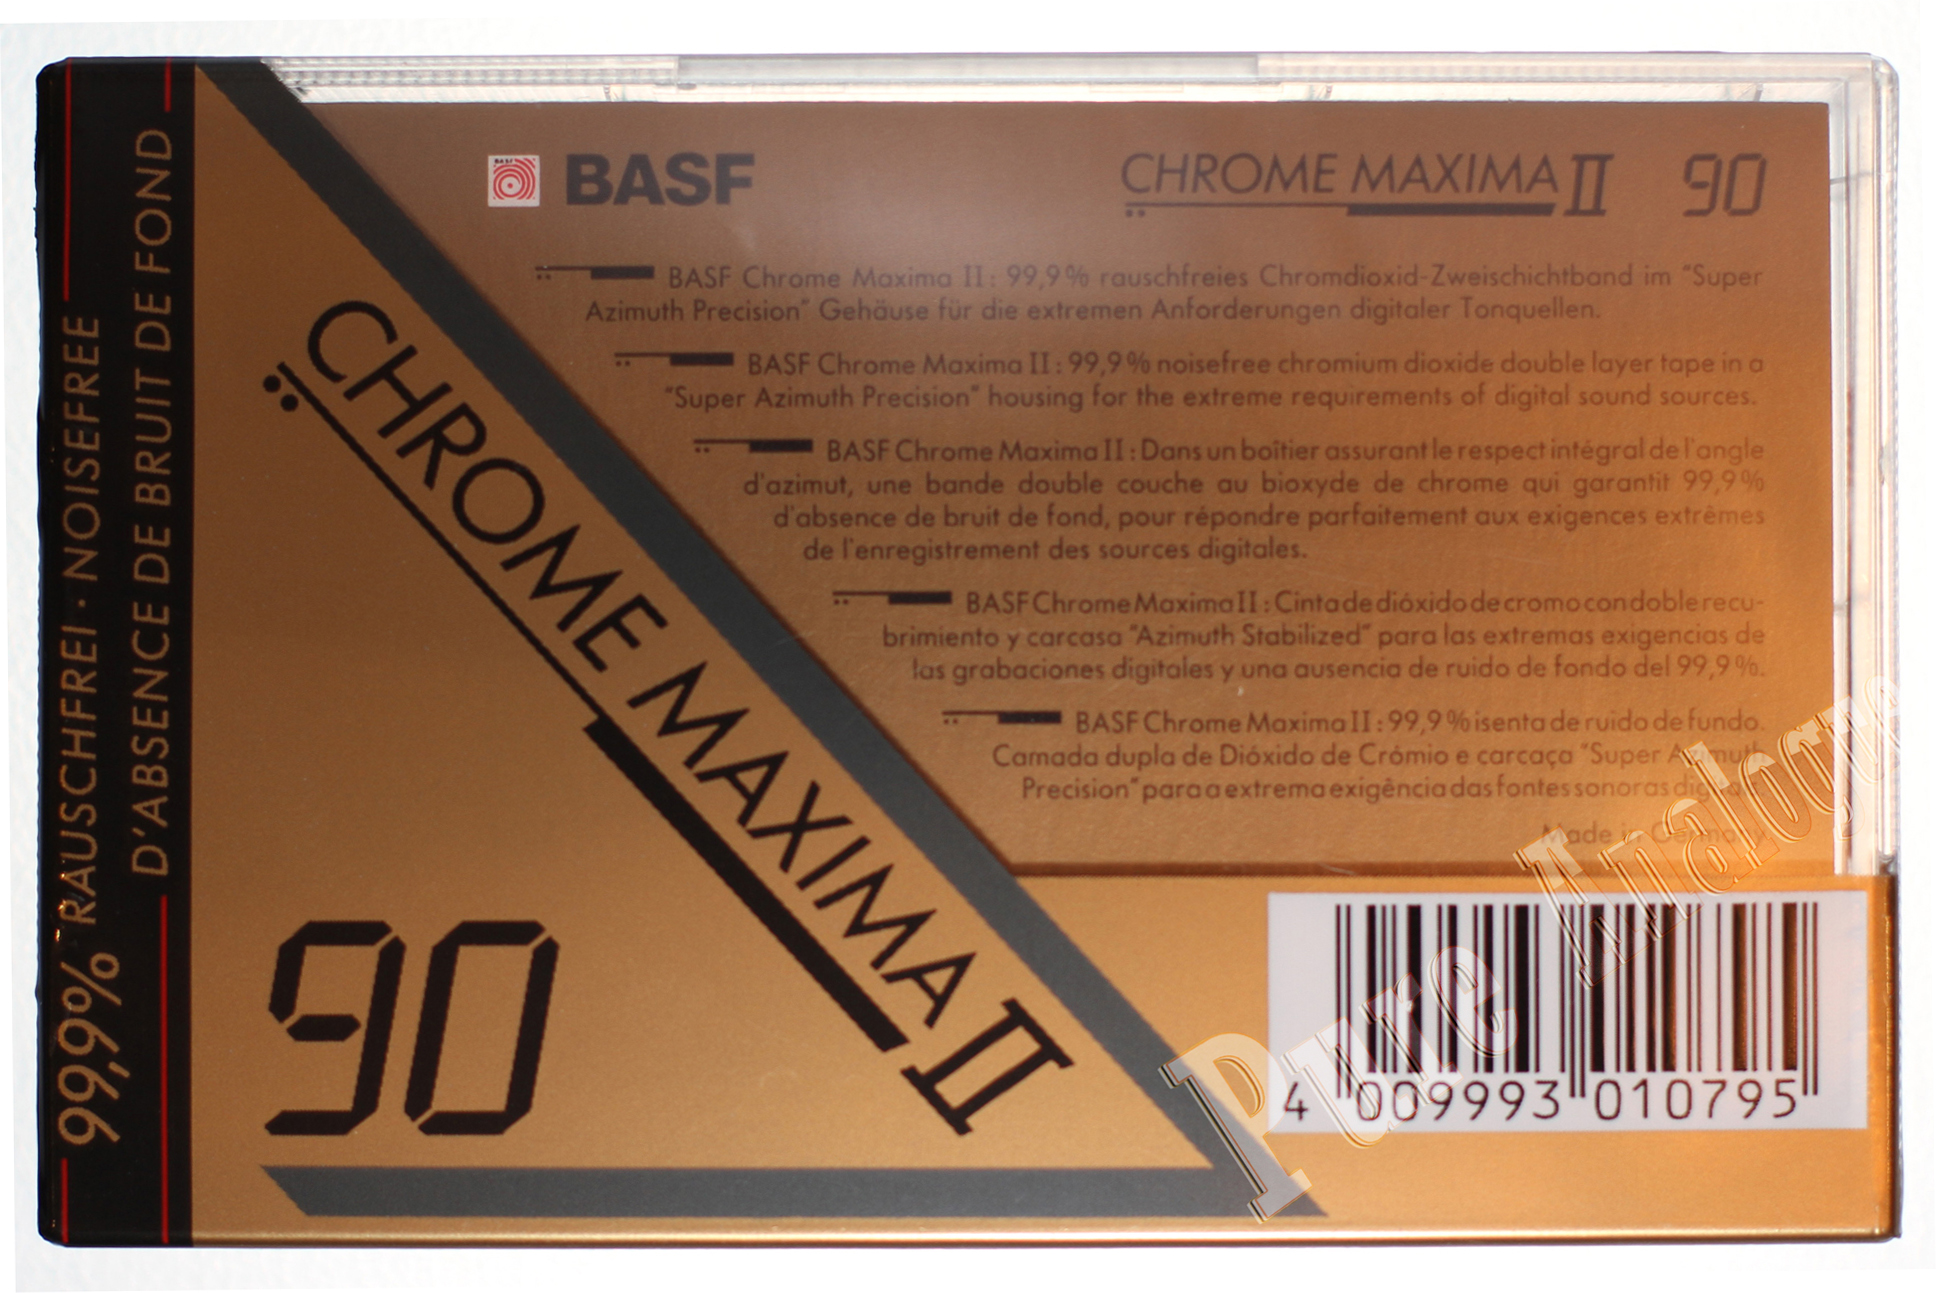 99,9% RAUSCHFREI · NOISEFREE
D'ABSENCE DE BRUIT DE FOND
BASF
BASF
CHROME MAXIMA II 90
BASF Chrome Maxima II: 99,9% rauschfreies Chromdioxid-Zweischichtband im "Super
Azimuth Precision" Gehäuse für die extremen Anforderungen digitaler Tonquellen.
BASF Chrome Maxima II: 99,9% noisefree chromium dioxide double layer tape in a
"Super Azimuth Precision" housing for the extreme requirements of digital sound sources.
BASF Chrome Maxima II: Dans un boîtier assurant le respect intégral de l'angle
d'azimut, une bande double couche au bioxyde de chrome qui garantit 99,9%
d'absence de bruit de fond, pour répondre parfaitement aux exigences extrêmes
de l'enregistrement des sources digitales.
BASF Chrome Maxima II: Cinta de dióxido de cromo con doble recu-
brimiento y carcasa "Azimuth Stabilized" para las extremas exigencias de
las grabaciones digitales y una ausencia de ruido de fondo del 99,9%.
BASF Chrome Maxima II: 99,9% isenta de ruído de fundo.
Camada dupla de Dióxido de Crómio e carcaça "Super Azimuth
Precision" para a extrema exigência das fontes sonoras digitais.
Made in Germany
CHROME MAXIMA II
90
4 009993 010795
Pure Analogue